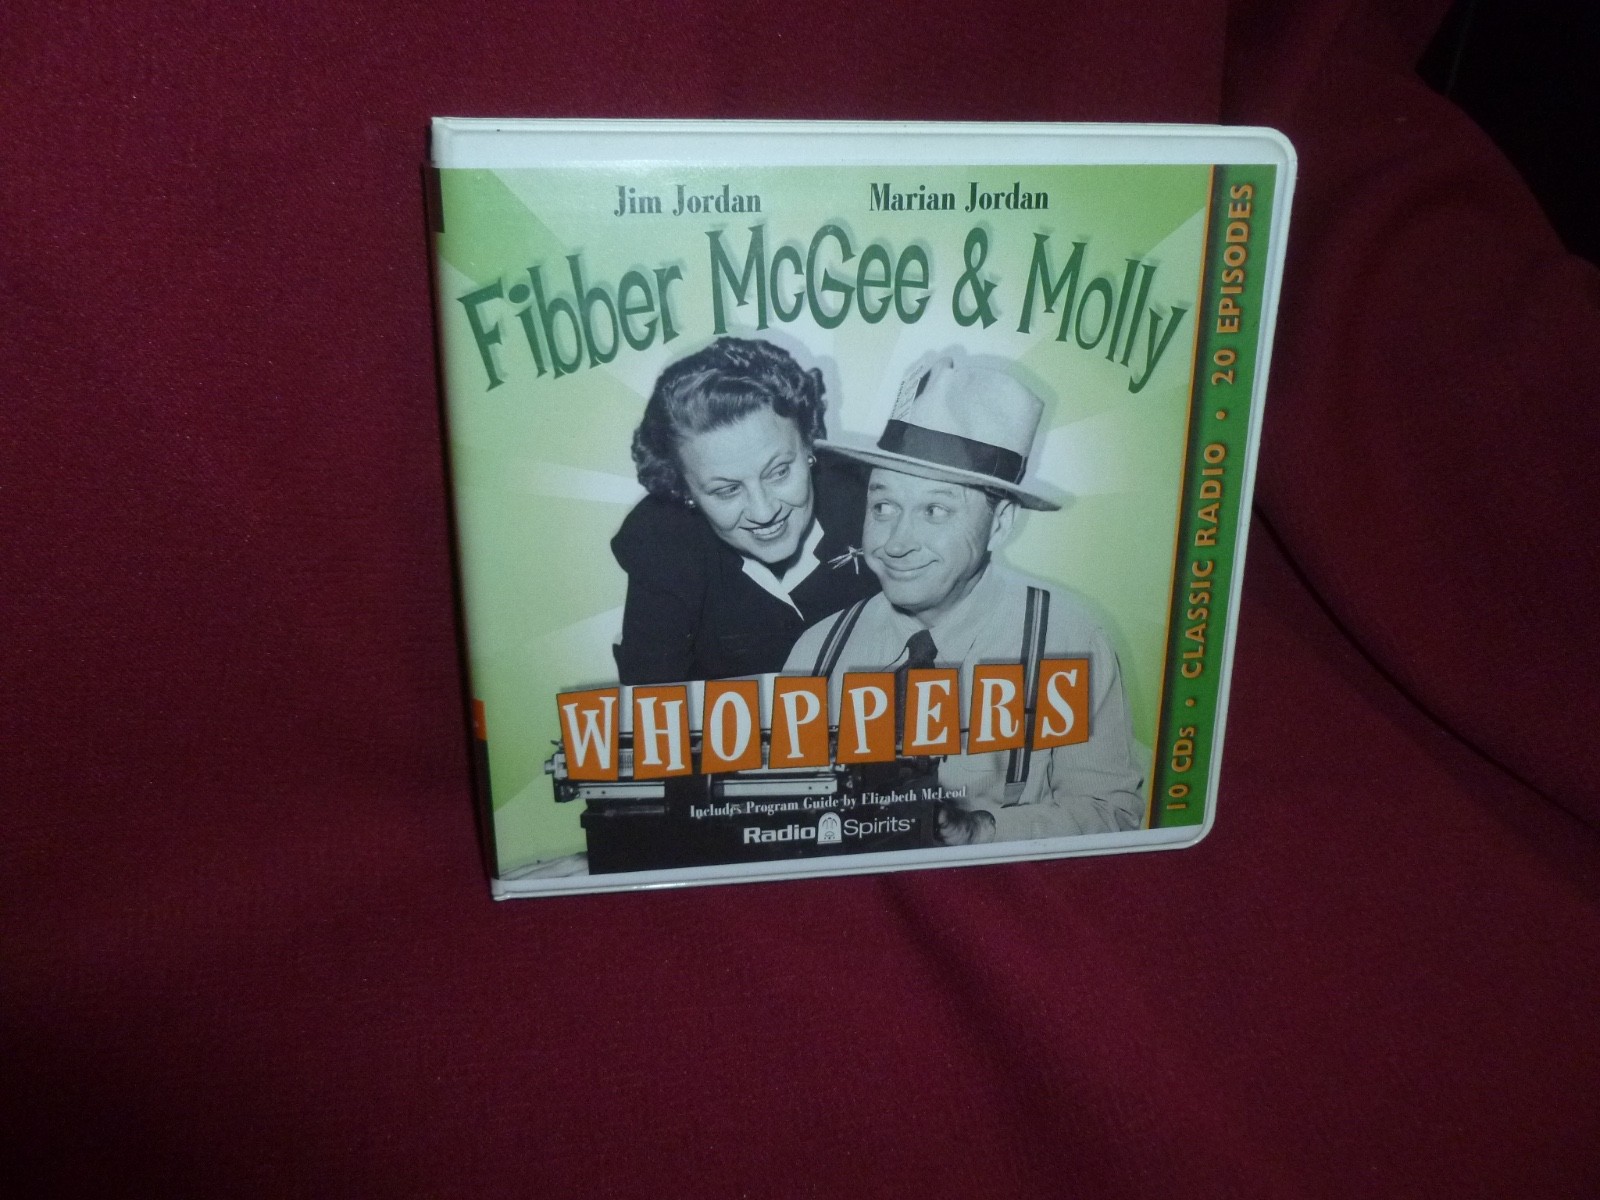 Jim Jordan Marian Jordan
Fibber McGee & Molly
WHOPPERS
Includes Program Guide by Elizabeth McLeod
Radio Spirits®
10 CDs • CLASSIC RADIO • 20 EPISODES